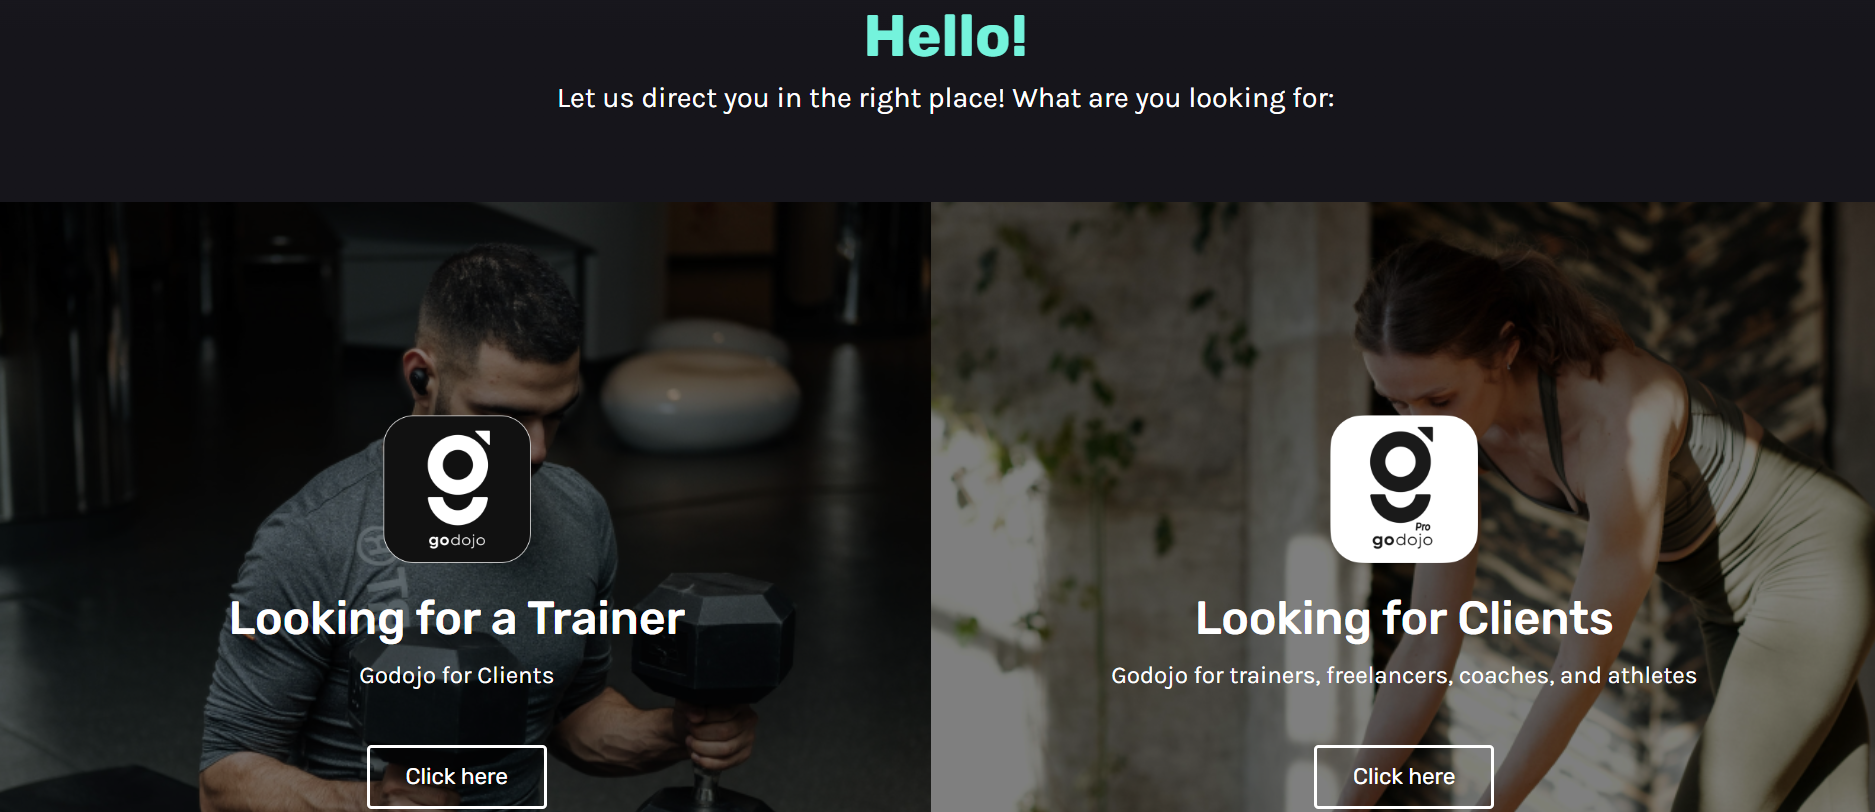 Hello!
Let us direct you in the right place! What are you looking for:
godojo
Looking for a Trainer
Godojo for Clients
Click here
Pro
godojo
Looking for Clients
Godojo for trainers, freelancers, coaches, and athletes
Click here